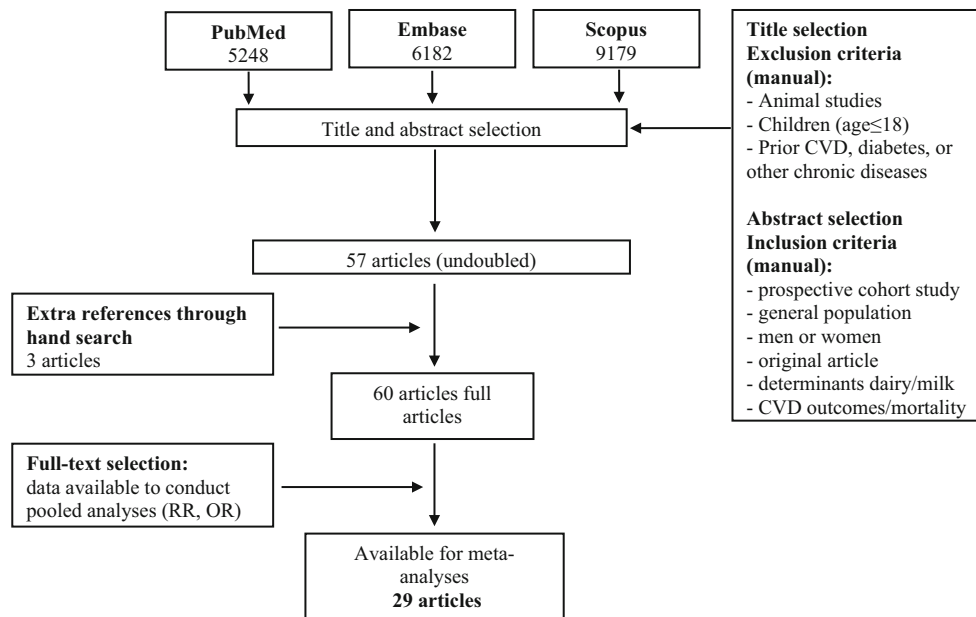 PubMed
5248
Embase
6182
Scopus
9179
Title and abstract selection
Title selection
Exclusion criteria
(manual):
- Animal studies
- Children (age≤18)
- Prior CVD, diabetes, or
other chronic diseases
Abstract selection
Inclusion criteria
(manual):
- prospective cohort study
- general population
- men or women
- original article
- determinants dairy/milk
- CVD outcomes/mortality
57 articles (undoubled)
Extra references through
hand search
3 articles
60 articles full
articles
Full-text selection:
data available to conduct
pooled analyses (RR, OR)
Available for meta-
analyses
29 articles